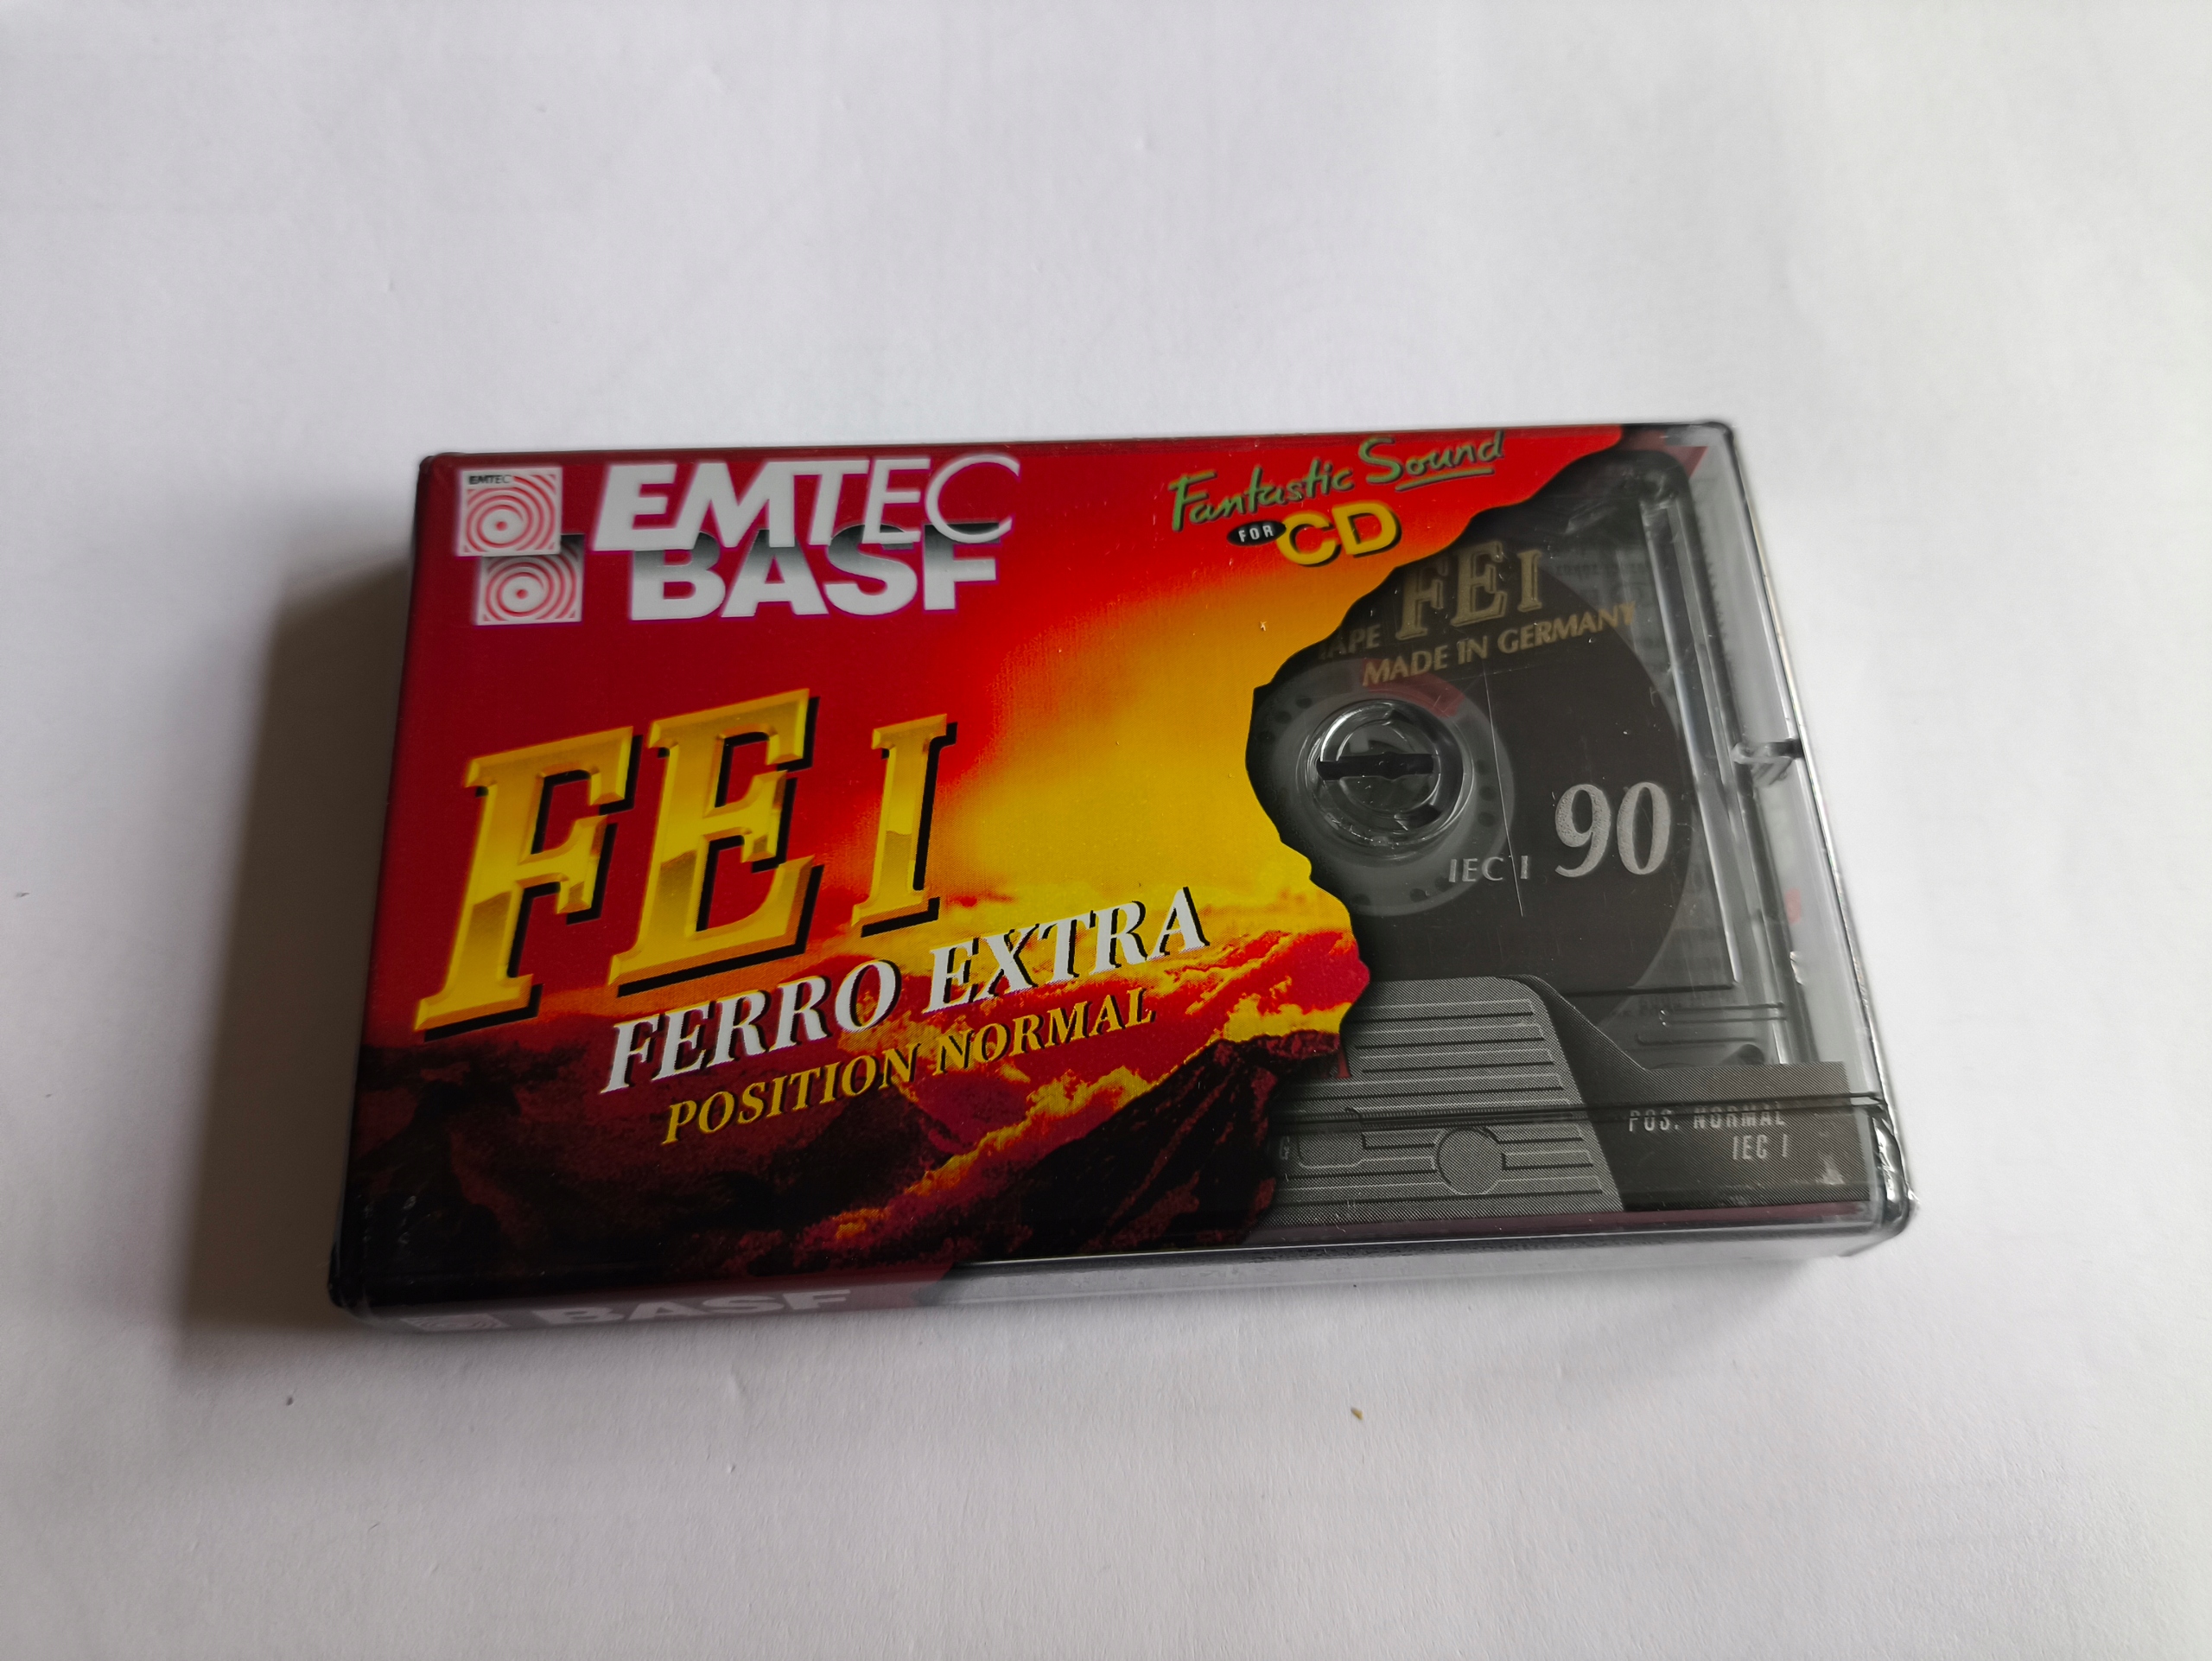 EMTEC
EMTEC
BASF
Fantastic Sound
FOR CD
FE I
MADE IN GERMANY
FE I
FERRO EXTRA
POSITION NORMAL
IEC I 90
POS. NORMAL
IEC I
BASF